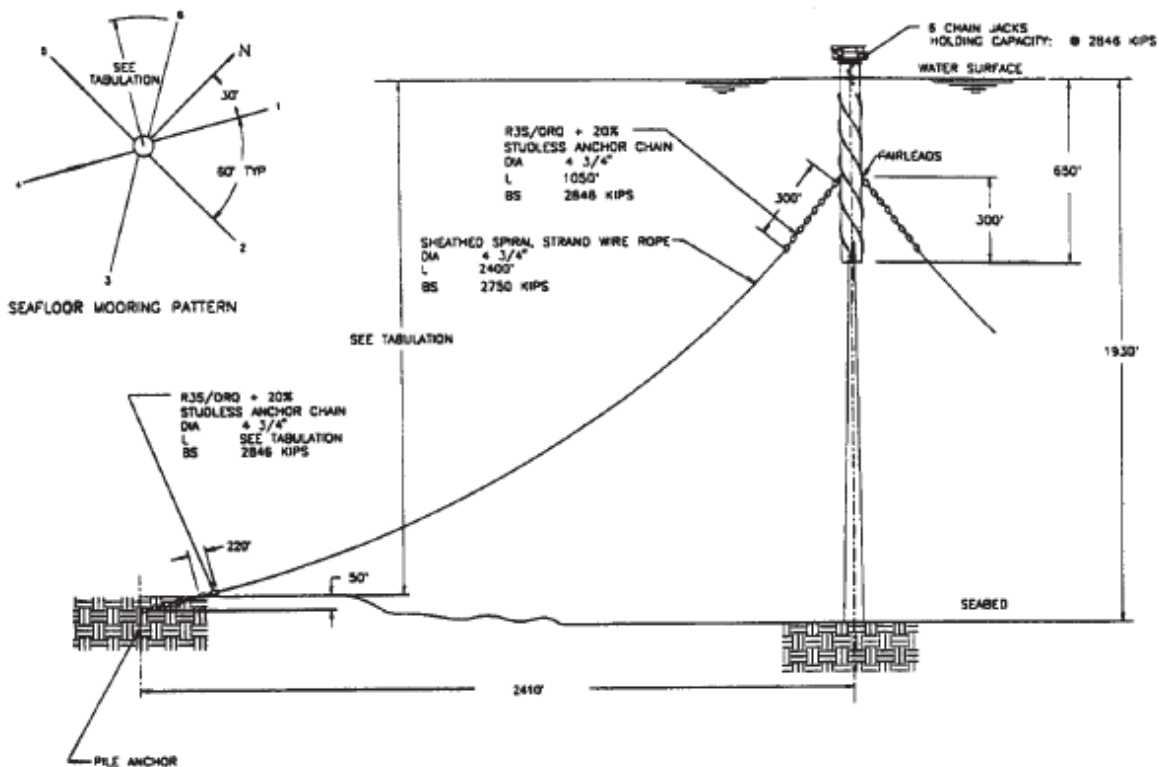 6
5
N
SEE
TABULATION
30'
1
60' TYP
4
2
3
SEAFLOOR MOORING PATTERN
6 CHAIN JACKS
HOLDING CAPACITY: @ 2846 KIPS
WATER SURFACE
R3S/ORQ + 20%
STUDLESS ANCHOR CHAIN
DIA 4 3/4"
L 1050'
BS 2846 KIPS
300'
FAIRLEADS
650'
300'
SHEATHED SPIRAL STRAND WIRE ROPE
DIA 4 3/4"
L 2400'
BS 2750 KIPS
SEE TABULATION
1930'
R3S/ORQ + 20%
STUDLESS ANCHOR CHAIN
DIA 4 3/4"
L SEE TABULATION
BS 2846 KIPS
220'
50'
SEABED
2410'
PILE ANCHOR